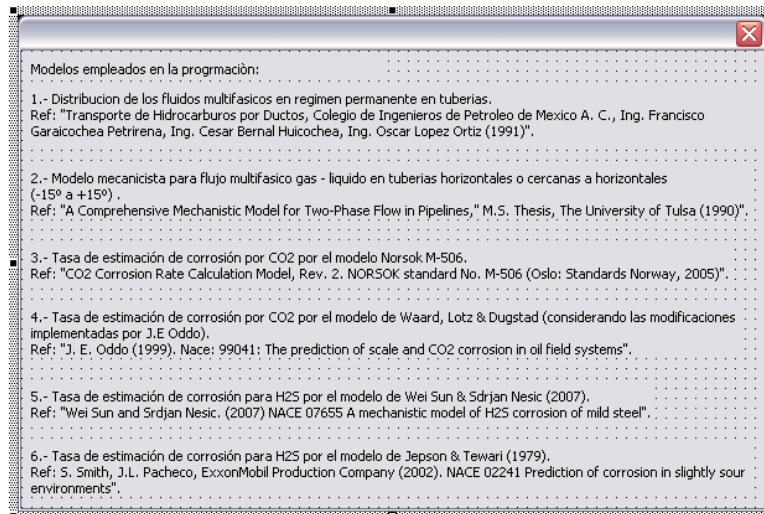 Modelos empleados en la progrmaciòn:
1.- Distribucion de los fluidos multifasicos en regimen permanente en tuberias.
Ref: "Transporte de Hidrocarburos por Ductos, Colegio de Ingenieros de Petroleo de Mexico A. C., Ing. Francisco
Garaicochea Petrirena, Ing. Cesar Bernal Huicochea, Ing. Oscar Lopez Ortiz (1991)".
2.- Modelo mecanicista para flujo multifasico gas - liquido en tuberias horizontales o cercanas a horizontales
(-15º a +15º) .
Ref: "A Comprehensive Mechanistic Model for Two-Phase Flow in Pipelines," M.S. Thesis, The University of Tulsa (1990)".
3.- Tasa de estimación de corrosión por CO2 por el modelo Norsok M-506.
Ref: "CO2 Corrosion Rate Calculation Model, Rev. 2. NORSOK standard No. M-506 (Oslo: Standards Norway, 2005)".
4.- Tasa de estimación de corrosión por CO2 por el modelo de Waard, Lotz & Dugstad (considerando las modificaciones
implementadas por J.E Oddo).
Ref: "J. E. Oddo (1999). Nace: 99041: The prediction of scale and CO2 corrosion in oil field systems".
5.- Tasa de estimación de corrosión para H2S por el modelo de Wei Sun & Sdrjan Nesic (2007).
Ref: "Wei Sun and Srdjan Nesic. (2007) NACE 07655 A mechanistic model of H2S corrosion of mild steel".
6.- Tasa de estimación de corrosión para H2S por el modelo de Jepson & Tewari (1979).
Ref: S. Smith, J.L. Pacheco, ExxonMobil Production Company (2002). NACE 02241 Prediction of corrosion in slightly sour
environments".